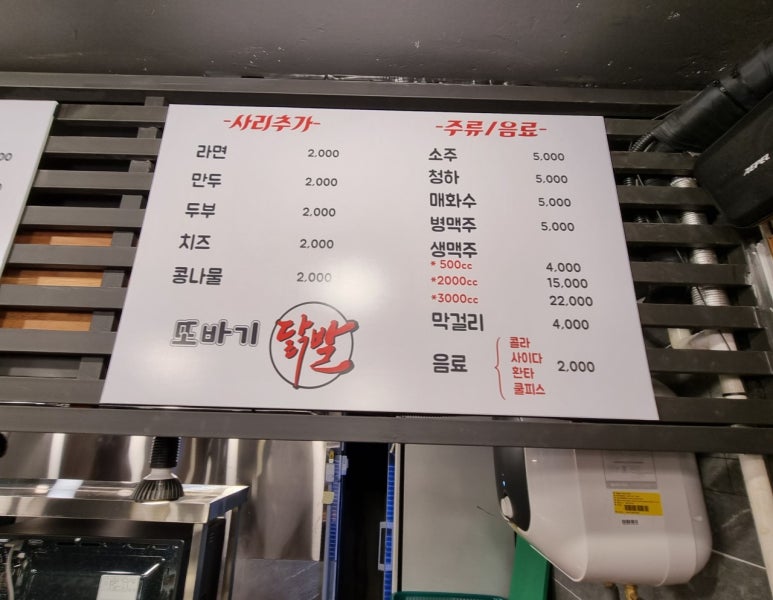 -사리추가-
라면 2,000
만두 2,000
두부 2,000
치즈 2,000
콩나물 2,000
또바기 닭발
-주류/음료-
소주 5,000
청하 5,000
매화수 5,000
병맥주 5,000
생맥주
* 500cc 4,000
*2000cc 15,000
*3000cc 22,000
막걸리 4,000
음료 2,000
콜라
사이다
환타
쿨피스